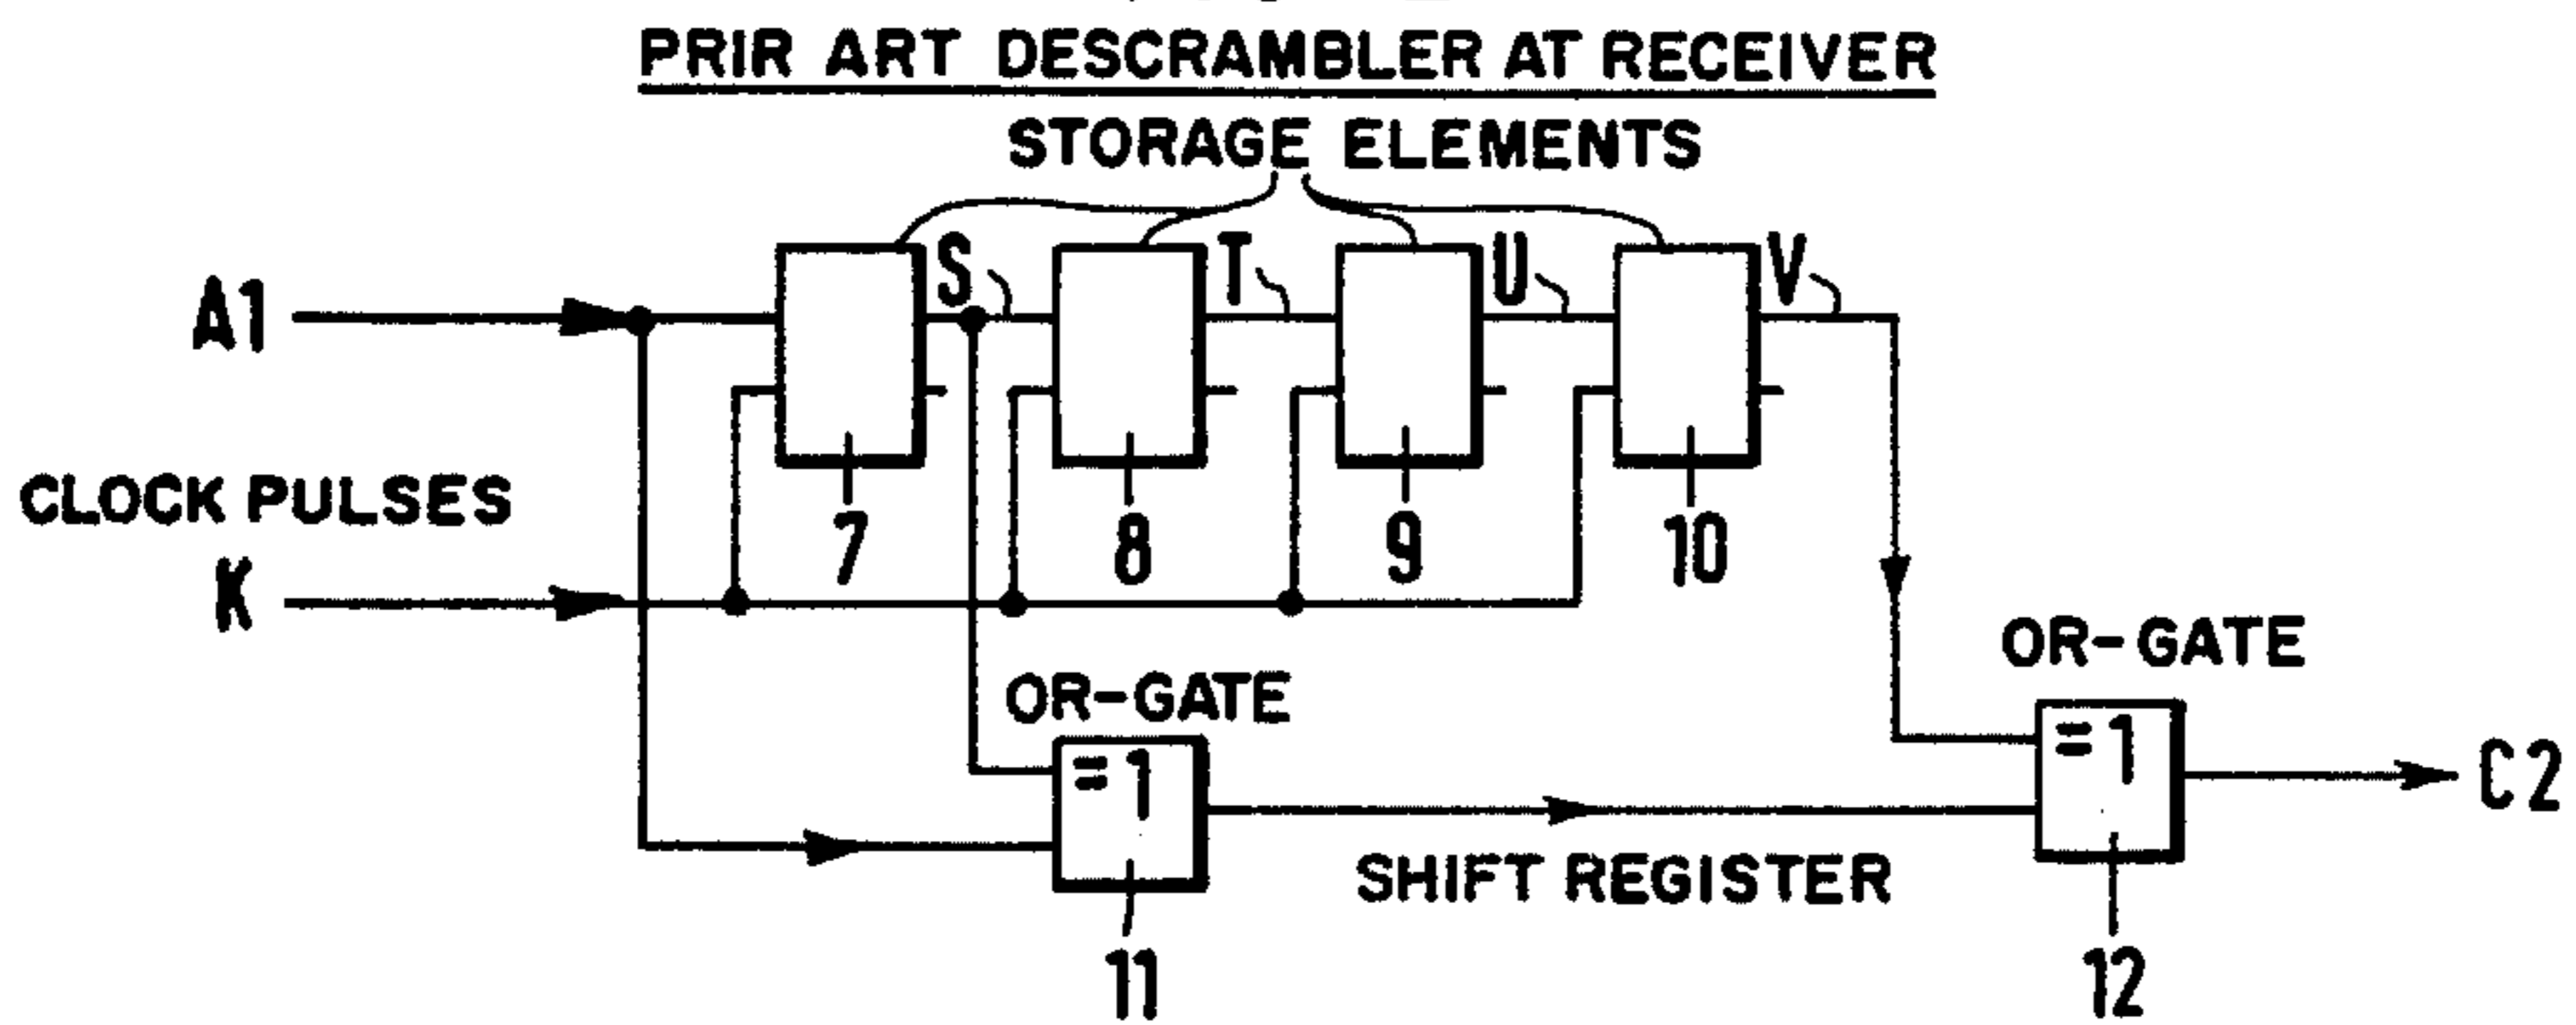 PRIR ART DESCRAMBLER AT RECEIVER
STORAGE ELEMENTS
A1
S
T
U
V
CLOCK PULSES
K
7
8
9
10
OR-GATE
=1
11
SHIFT REGISTER
OR-GATE
=1
12
C2